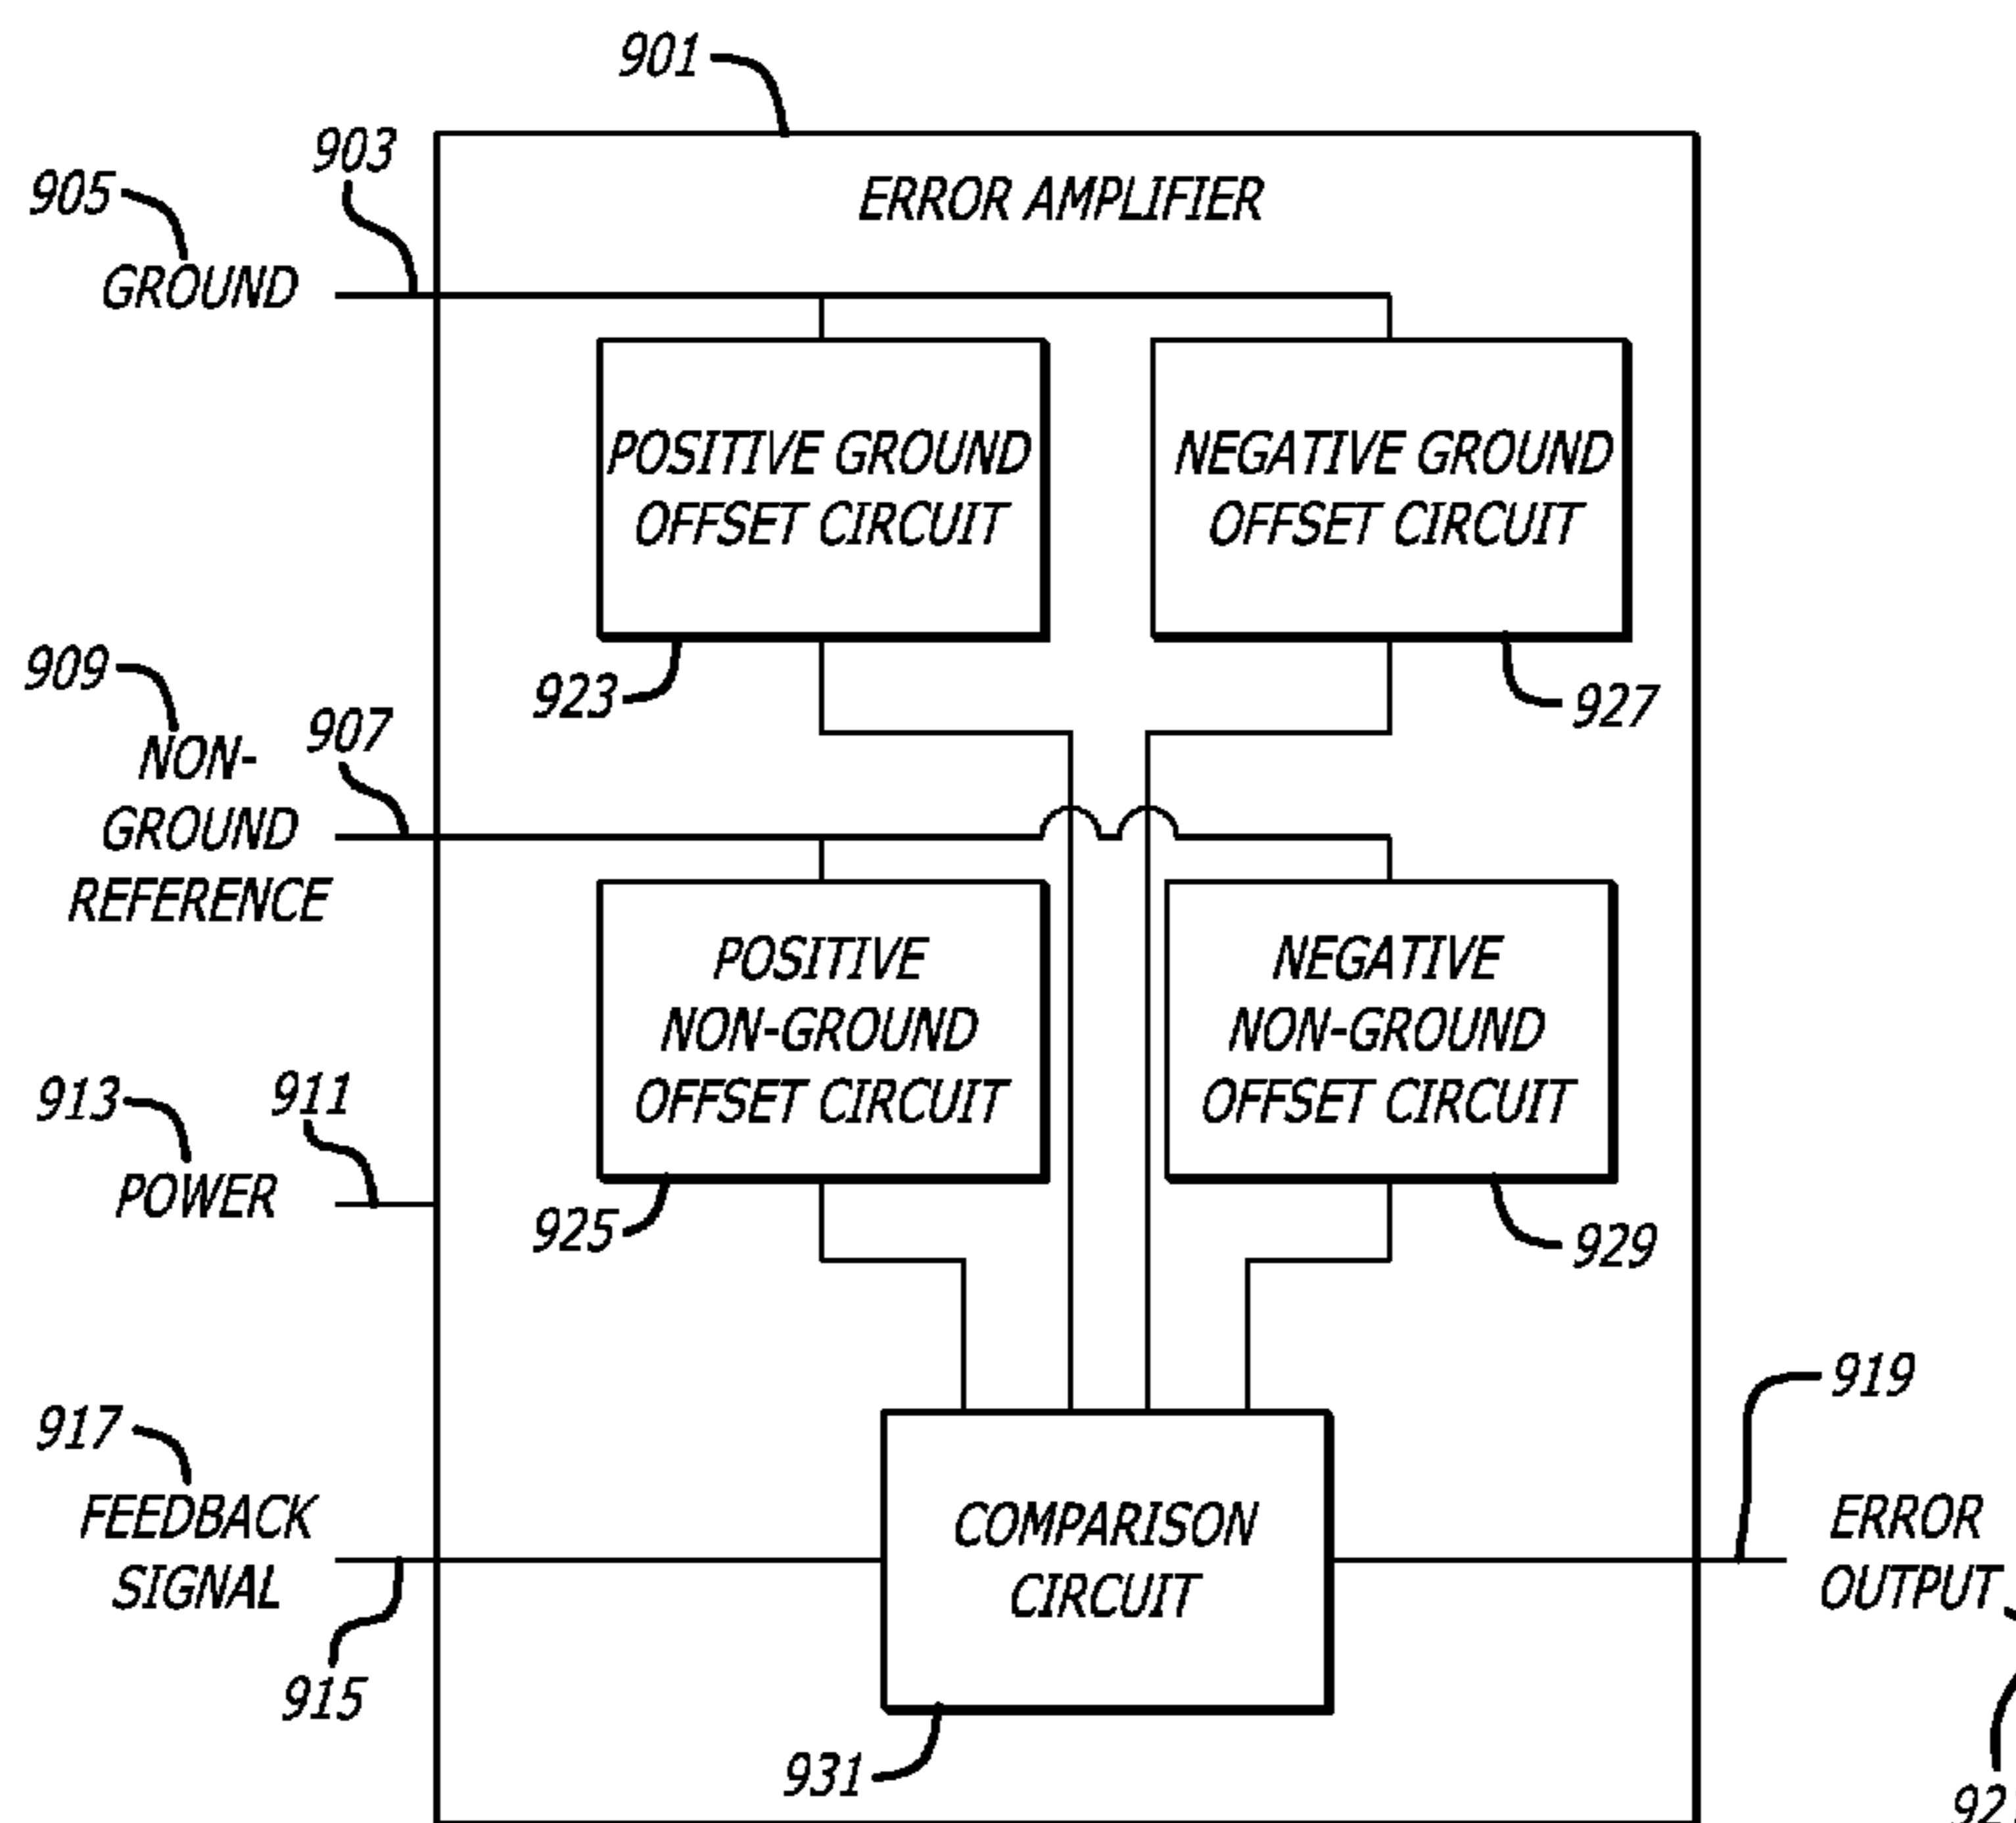 901
903
905
ERROR AMPLIFIER
GROUND
POSITIVE GROUND
OFFSET CIRCUIT
NEGATIVE GROUND
OFFSET CIRCUIT
923
927
909
907
NON-
GROUND
REFERENCE
POSITIVE
NON-GROUND
OFFSET CIRCUIT
NEGATIVE
NON-GROUND
OFFSET CIRCUIT
913
911
POWER
925
929
919
917
FEEDBACK
SIGNAL
COMPARISON
CIRCUIT
ERROR
OUTPUT
915
931